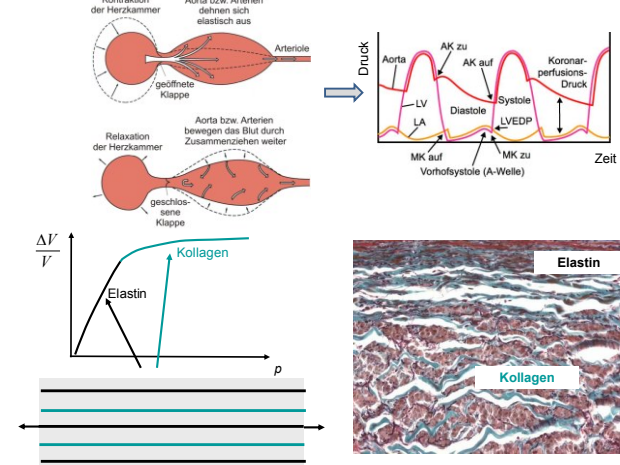 Kontraktion
der Herzkammer
Aorta bzw. Arterien
dehnen sich
elastisch aus
Arteriole
geöffnete
Klappe
Relaxation
der Herzkammer
Aorta bzw. Arterien
bewegen das Blut durch
Zusammenziehen weiter
geschlos-
sene
Klappe
Druck
AK zu
AK auf
Aorta
Koronar-
perfusions-
Druck
LV
Diastole
Systole
LA
LVEDP
MK auf
MK zu
Zeit
Vorhofsystole (A-Welle)
ΔV
V
Kollagen
Elastin
p
Elastin
Kollagen